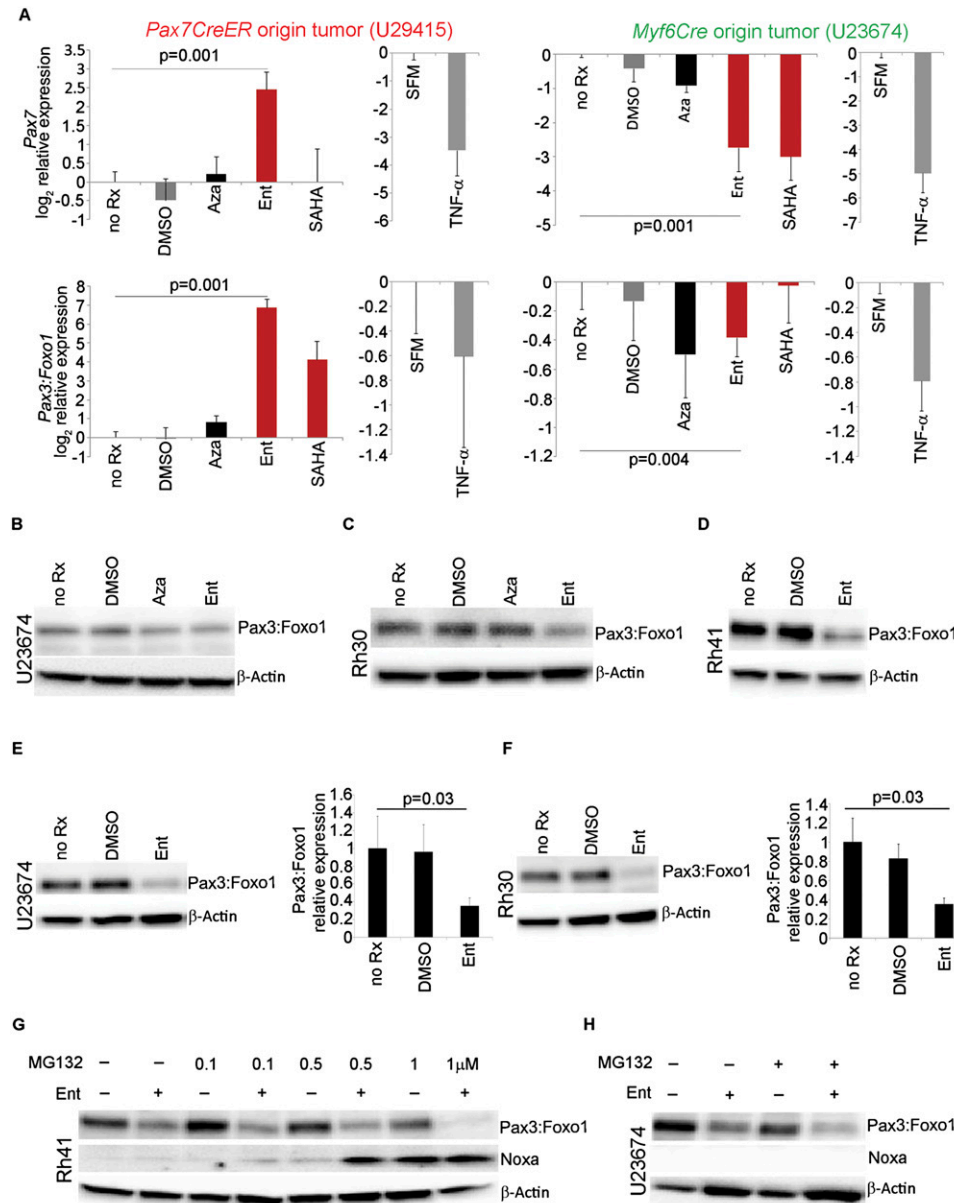 A
Pax7CreER origin tumor (U29415)
Myf6Cre origin tumor (U23674)
Pax7
log2 relative expression
3.5
3
2.5
2
1.5
1
0.5
0
-0.5
-1
p=0.001
no Rx
DMSO
Aza
Ent
SAHA
0
-1
-2
-3
-4
-5
-6
SFM
TNF-α
0
-1
-2
-3
-4
-5
no Rx
DMSO
Aza
Ent
SAHA
p=0.001
0
-1
-2
-3
-4
-5
-6
-7
SFM
TNF-α
Pax3:Foxo1
log2 relative expression
8
7
6
5
4
3
2
1
0
-1
p=0.001
no Rx
DMSO
Aza
Ent
SAHA
0
-0.2
-0.4
-0.6
-0.8
-1
-1.2
-1.4
SFM
TNF-α
0
-0.2
-0.4
-0.6
-0.8
-1
-1.2
no Rx
DMSO
Aza
Ent
SAHA
p=0.004
0
-0.2
-0.4
-0.6
-0.8
-1
-1.2
-1.4
SFM
TNF-α
B
no Rx DMSO Aza Ent
U23674
Pax3:Foxo1
β-Actin
C
no Rx DMSO Aza Ent
Rh30
Pax3:Foxo1
β-Actin
D
no Rx DMSO Ent
Rh41
Pax3:Foxo1
β-Actin
E
no Rx DMSO Ent
U23674
Pax3:Foxo1
β-Actin
Pax3:Foxo1
relative expression
1.6
1.4
1.2
1
0.8
0.6
0.4
0.2
0
p=0.03
no Rx
DMSO
Ent
F
no Rx DMSO Ent
Rh30
Pax3:Foxo1
β-Actin
Pax3:Foxo1
relative expression
1.4
1.2
1
0.8
0.6
0.4
0.2
0
p=0.03
no Rx
DMSO
Ent
G
MG132 – – 0.1 0.1 0.5 0.5 1 1μM
Ent – + – + – + – +
Rh41
Pax3:Foxo1
Noxa
β-Actin
H
MG132 – – + +
Ent – + – +
U23674
Pax3:Foxo1
Noxa
β-Actin